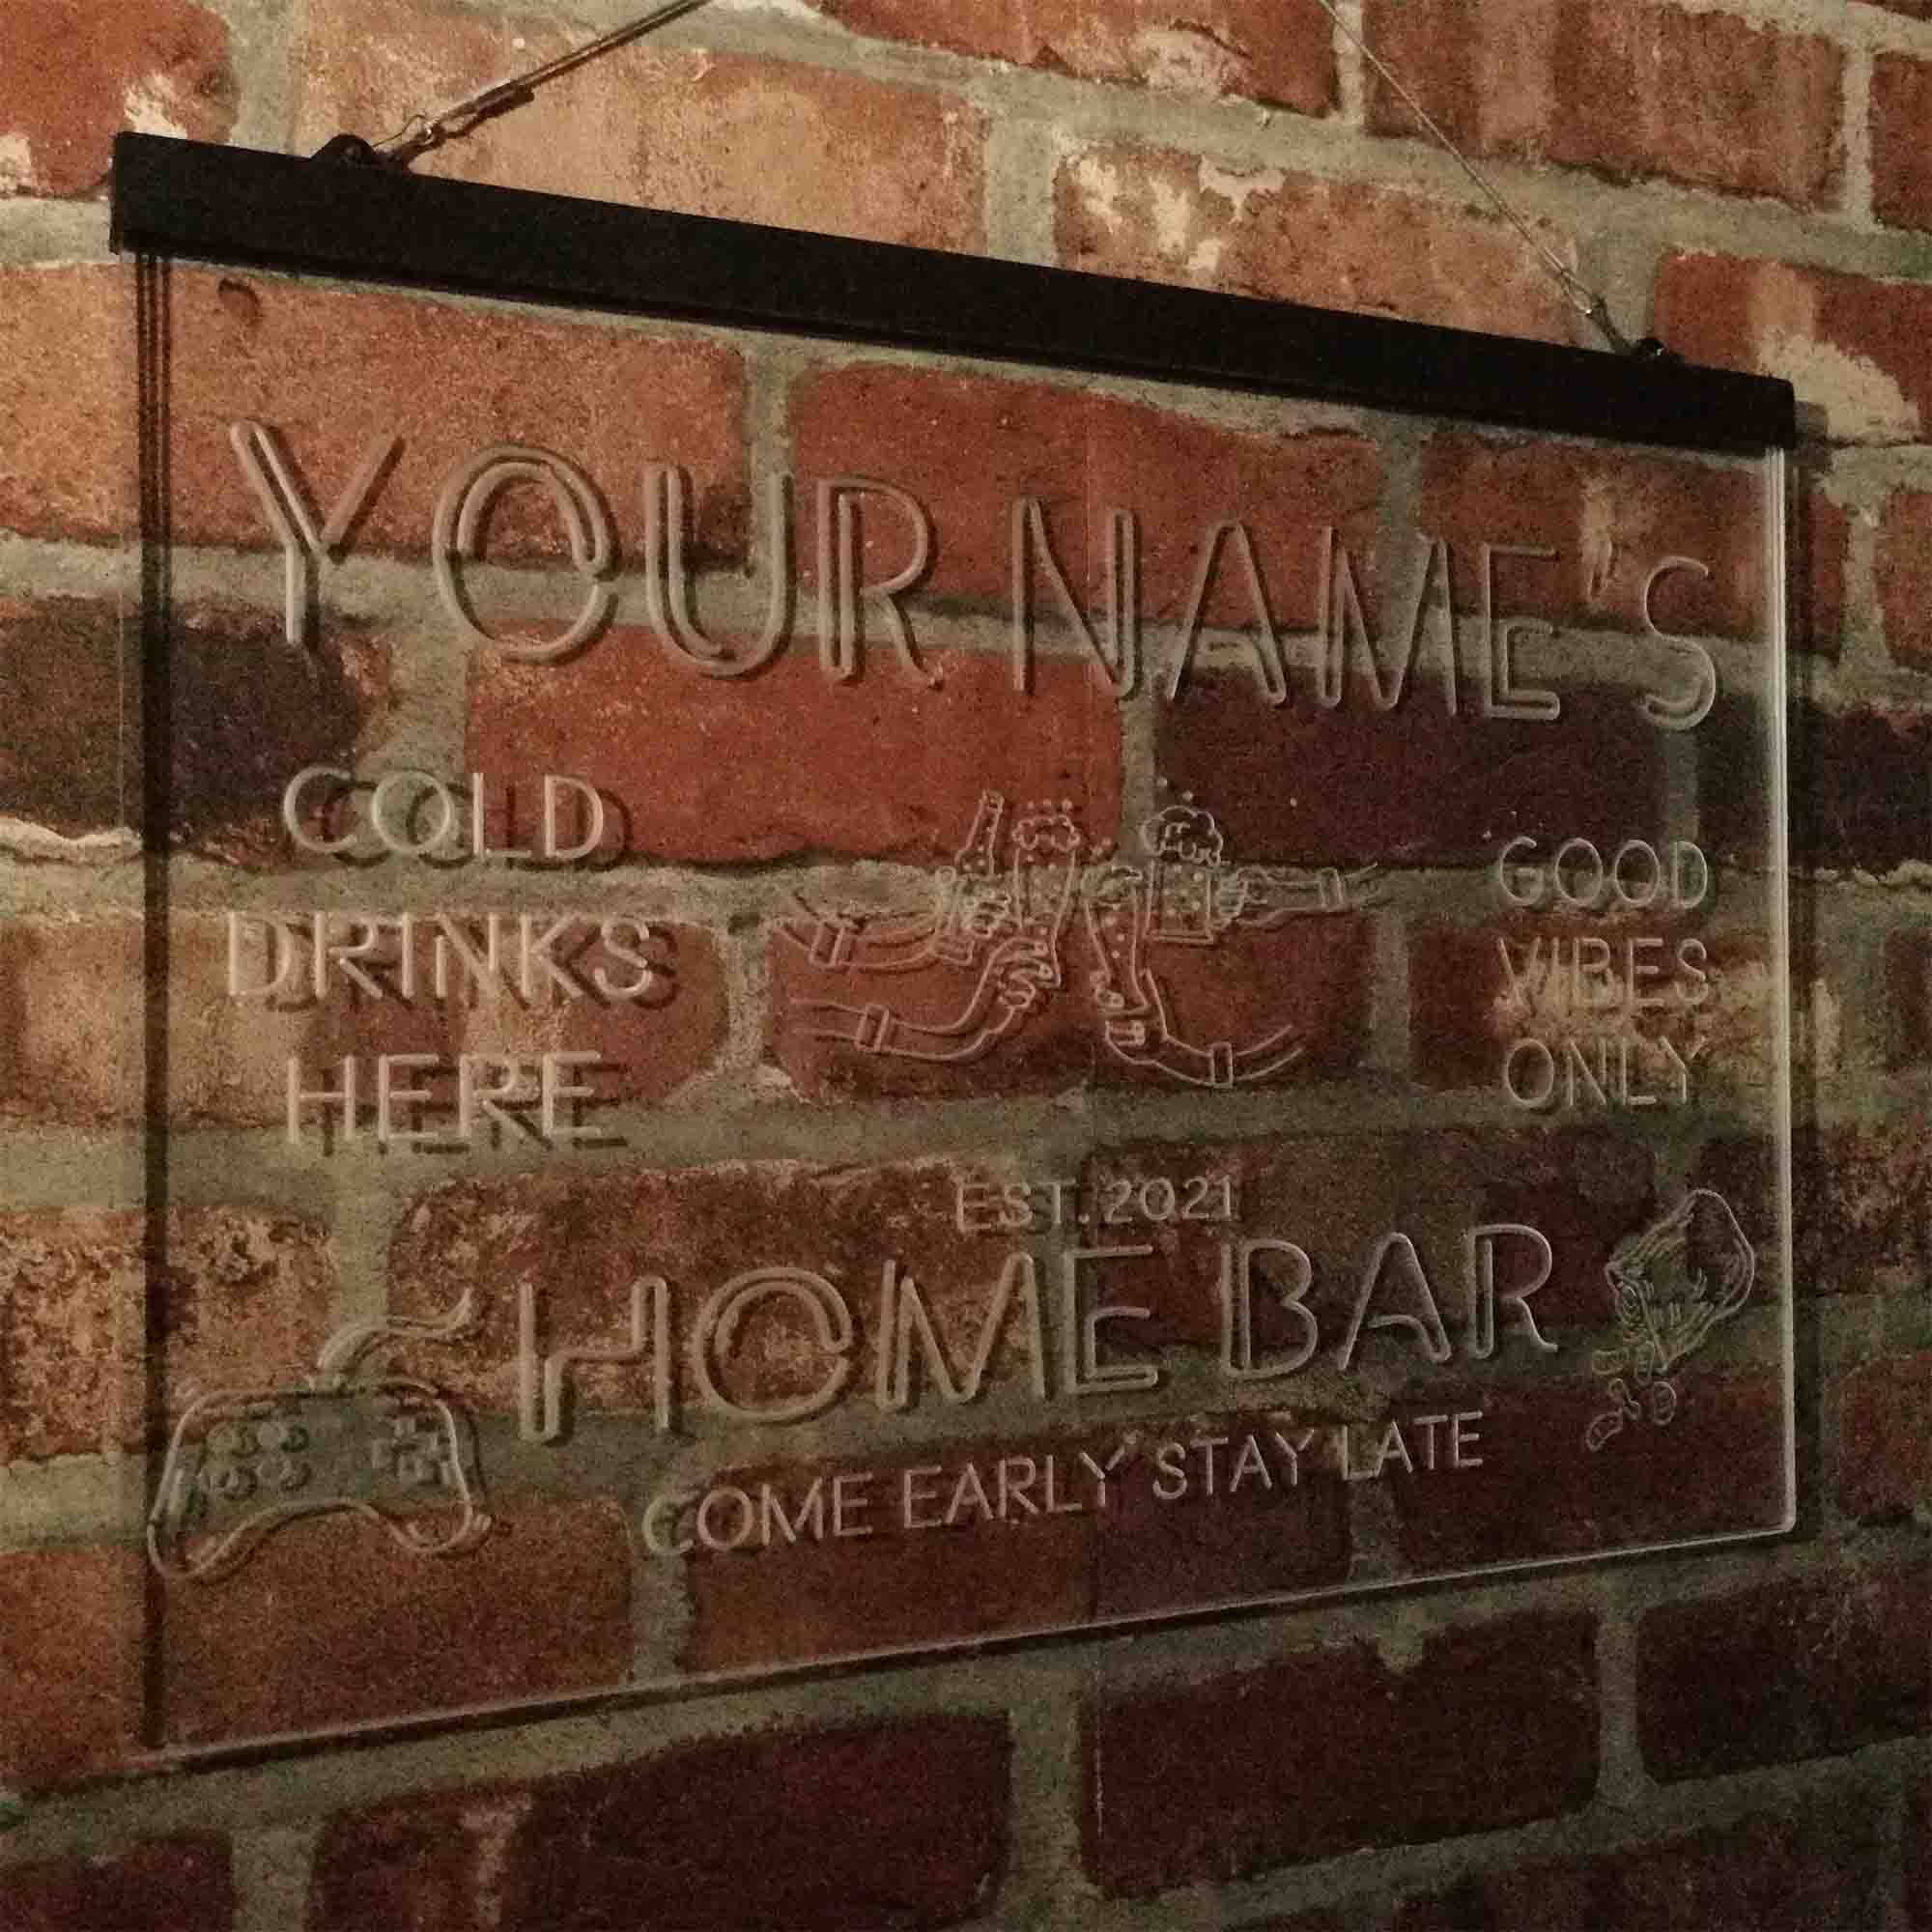 YOUR NAME'S
COLD
DRINKS
HERE
GOOD
VIBES
ONLY
EST. 2021
HOME BAR
COME EARLY STAY LATE